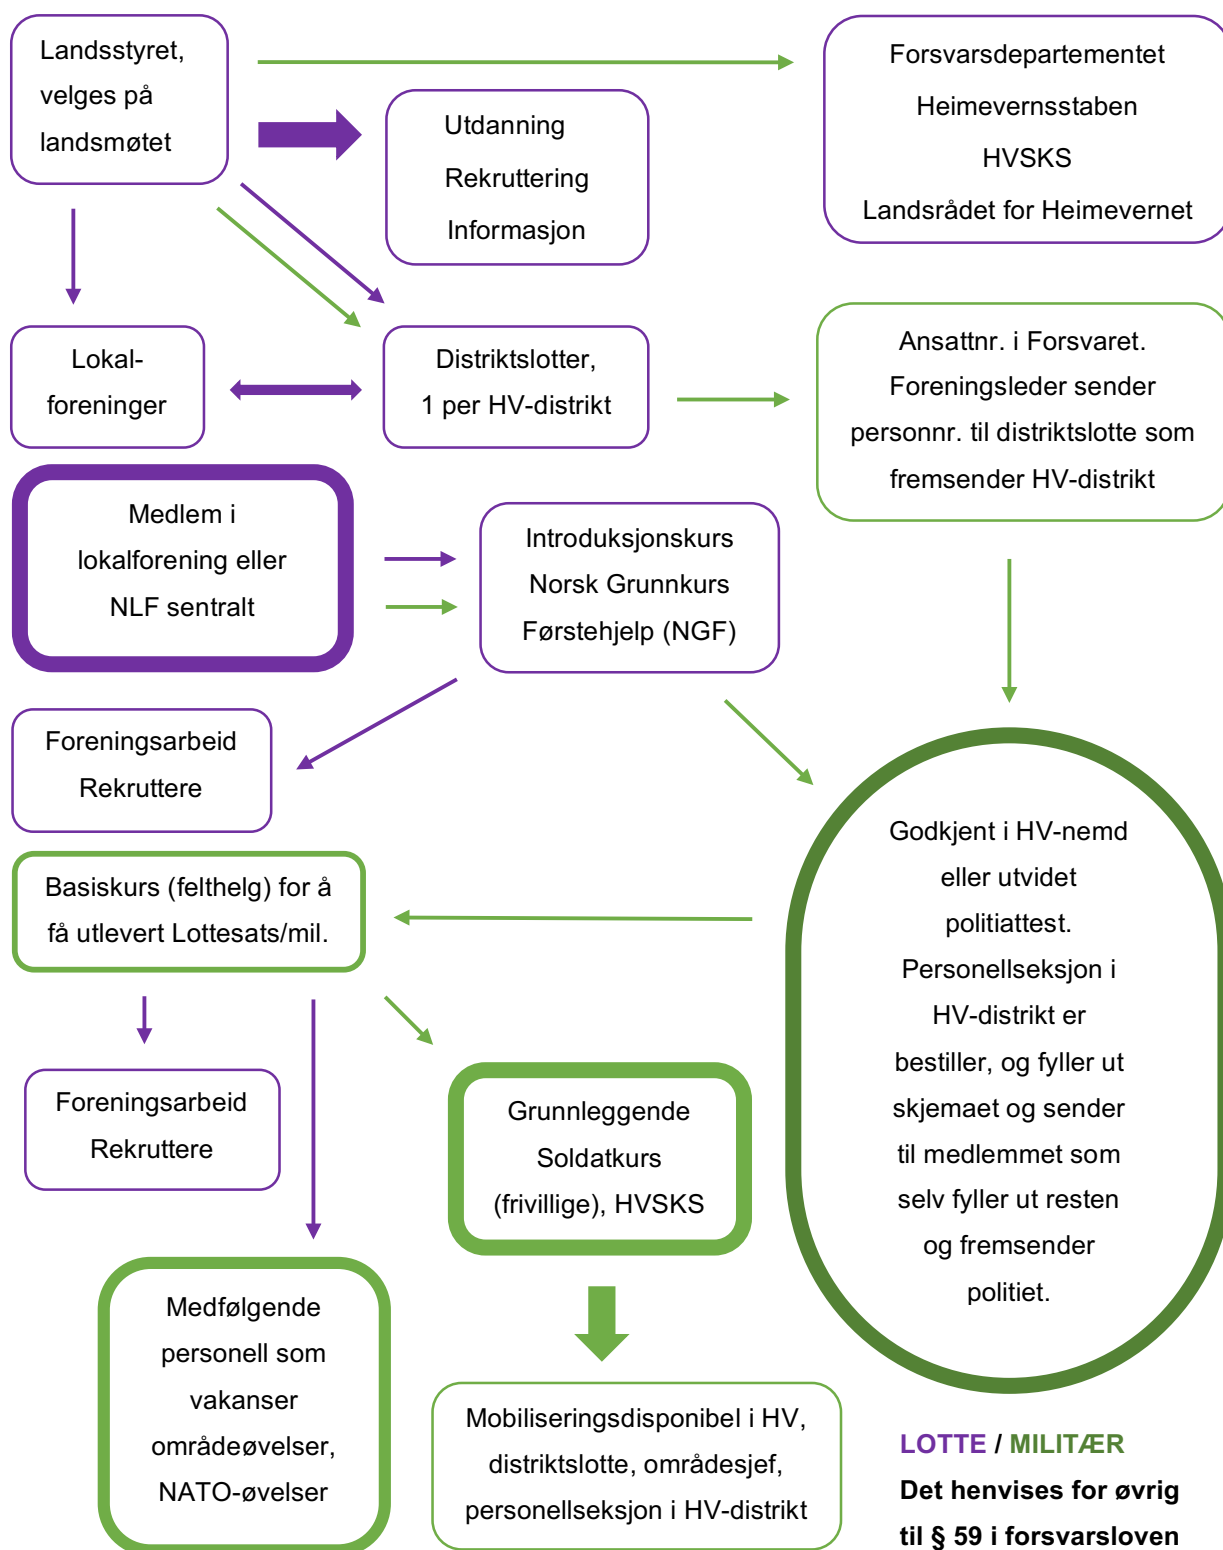 Landsstyret,
velges på
landsmøtet
Forsvarsdepartementet
Heimevernsstaben
HVSKS
Landsrådet for Heimevernet
Utdanning
Rekruttering
Informasjon
Lokal-
foreninger
Distriktslotter,
1 per HV-distrikt
Ansattnr. i Forsvaret.
Foreningsleder sender
personnr. til distriktslotte som
fremsender HV-distrikt
Medlem i
lokalforening eller
NLF sentralt
Introduksjonskurs
Norsk Grunnkurs
Førstehjelp (NGF)
Foreningsarbeid
Rekruttere
Godkjent i HV-nemd
eller utvidet
politiattest.
Personellseksjon i
HV-distrikt er
bestiller, og fyller ut
skjemaet og sender
til medlemmet som
selv fyller ut resten
og fremsender
politiet.
Basiskurs (felthelg) for å
få utlevert Lottesats/mil.
Foreningsarbeid
Rekruttere
Grunnleggende
Soldatkurs
(frivillige), HVSKS
Medfølgende
personell som
vakanser
områdeøvelser,
NATO-øvelser
Mobiliseringsdisponibel i HV,
distriktslotte, områdesjef,
personellseksjon i HV-distrikt
LOTTE / MILITÆR
Det henvises for øvrig
til § 59 i forsvarsloven